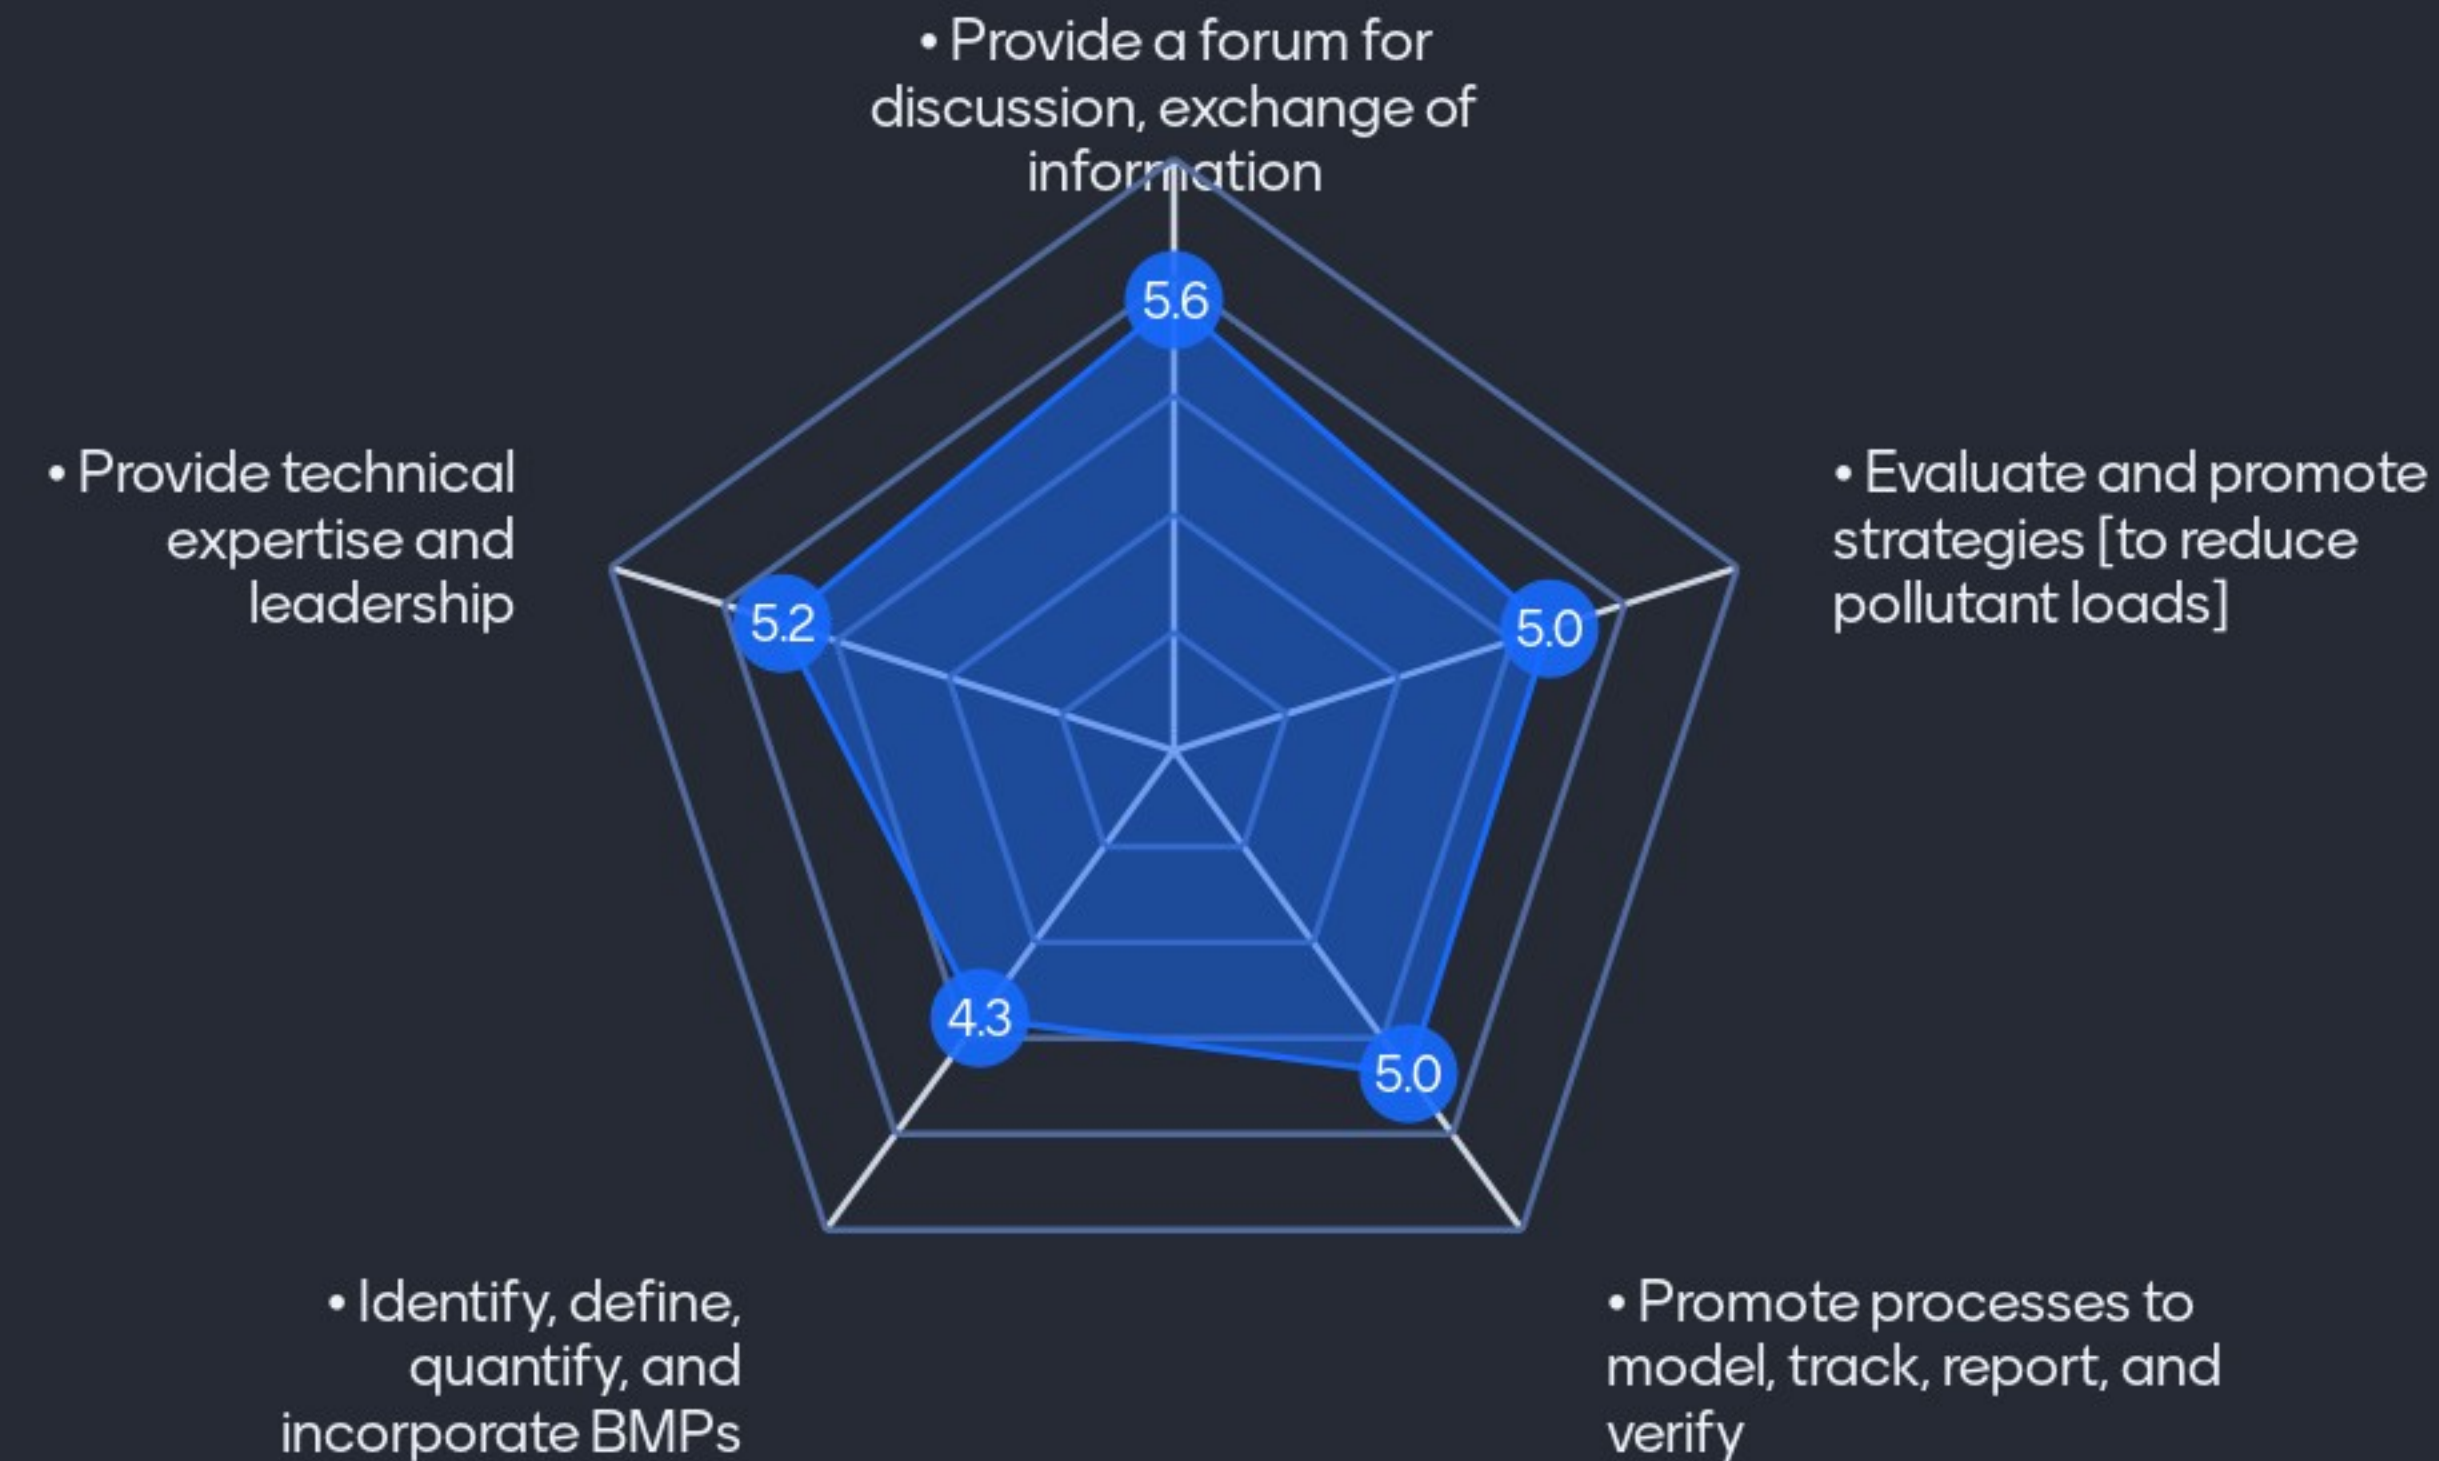 • Provide a forum for
discussion, exchange of
information
5.6
• Provide technical
expertise and
leadership
5.2
• Evaluate and promote
strategies [to reduce
pollutant loads]
5.0
4.3
5.0
• Identify, define,
quantify, and
incorporate BMPs
• Promote processes to
model, track, report, and
verify